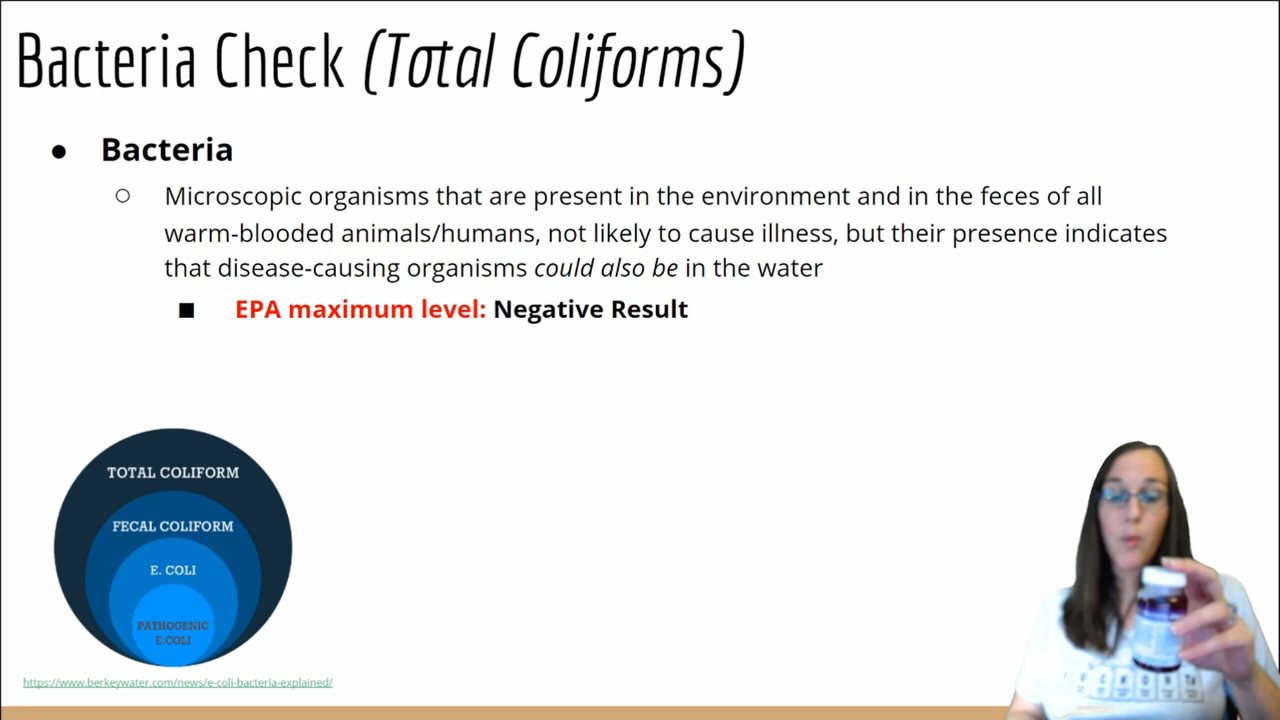 Bacteria Check (Total Coliforms)
● Bacteria
○ Microscopic organisms that are present in the environment and in the feces of all
warm-blooded animals/humans, not likely to cause illness, but their presence indicates
that disease-causing organisms could also be in the water
■ EPA maximum level: Negative Result
TOTAL COLIFORM
FECAL COLIFORM
E. COLI
PATHOGENIC
E.COLI
https://www.berkeywater.com/news/e-coli-bacteria-explained/